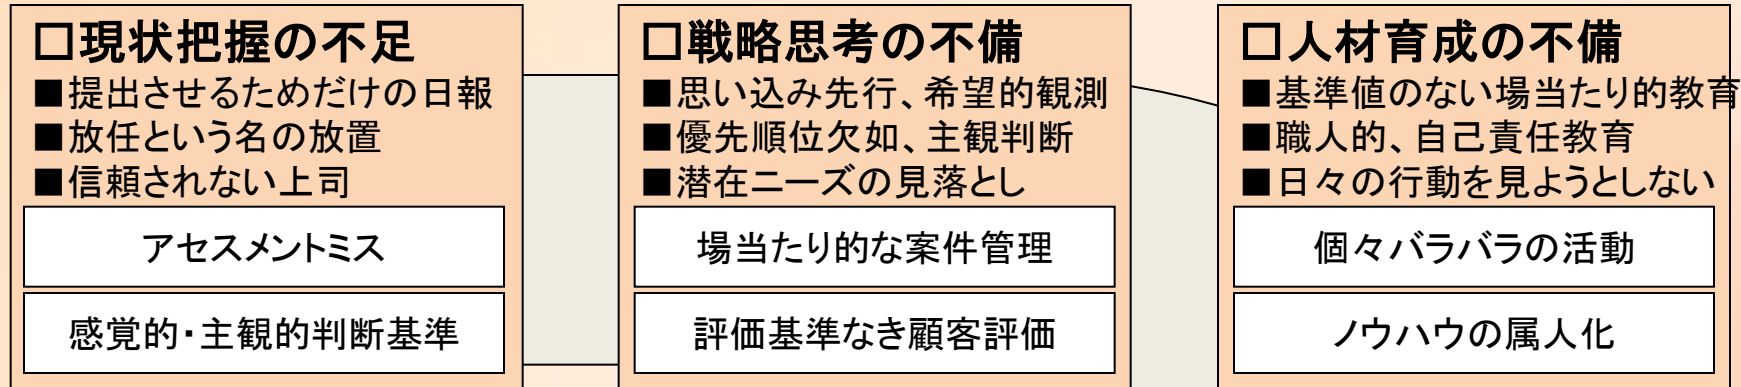 □現状把握の不足
■提出させるためだけの日報
■放任という名の放置
■信頼されない上司
アセスメントミス
感覚的・主観的判断基準
□戦略思考の不備
■思い込み先行、希望的観測
■優先順位欠如、主観判断
■潜在ニーズの見落とし
場当たり的な案件管理
評価基準なき顧客評価
□人材育成の不備
■基準値のない場当たり的教育
■職人的、自己責任教育
■日々の行動を見ようとしない
個々バラバラの活動
ノウハウの属人化